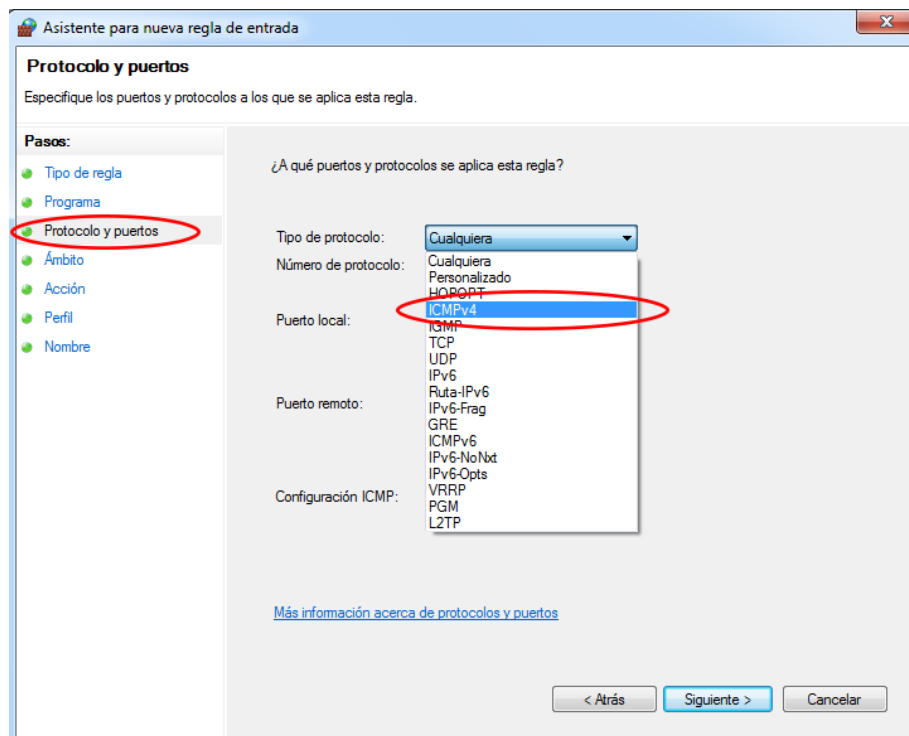 Asistente para nueva regla de entrada
Protocolo y puertos
Especifique los puertos y protocolos a los que se aplica esta regla.
Pasos:
Tipo de regla
Programa
Protocolo y puertos
Ámbito
Acción
Perfil
Nombre
¿A qué puertos y protocolos se aplica esta regla?
Tipo de protocolo:
Cualquiera
Número de protocolo:
Puerto local:
Puerto remoto:
Configuración ICMP:
Cualquiera
Personalizado
HOPOPT
ICMPv4
IGMP
TCP
UDP
IPv6
Ruta-IPv6
IPv6-Frag
GRE
ICMPv6
IPv6-NoNxt
IPv6-Opts
VRRP
PGM
L2TP
Más información acerca de protocolos y puertos
< Atrás
Siguiente >
Cancelar